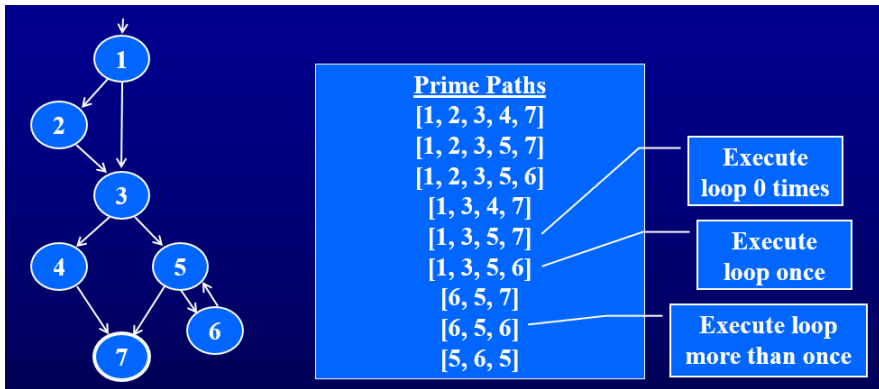 1
2
3
4
5
6
7
Prime Paths
[1, 2, 3, 4, 7]
[1, 2, 3, 5, 7]
[1, 2, 3, 5, 6]
[1, 3, 4, 7]
[1, 3, 5, 7]
[1, 3, 5, 6]
[6, 5, 7]
[6, 5, 6]
[5, 6, 5]
Execute
loop 0 times
Execute
loop once
Execute loop
more than once